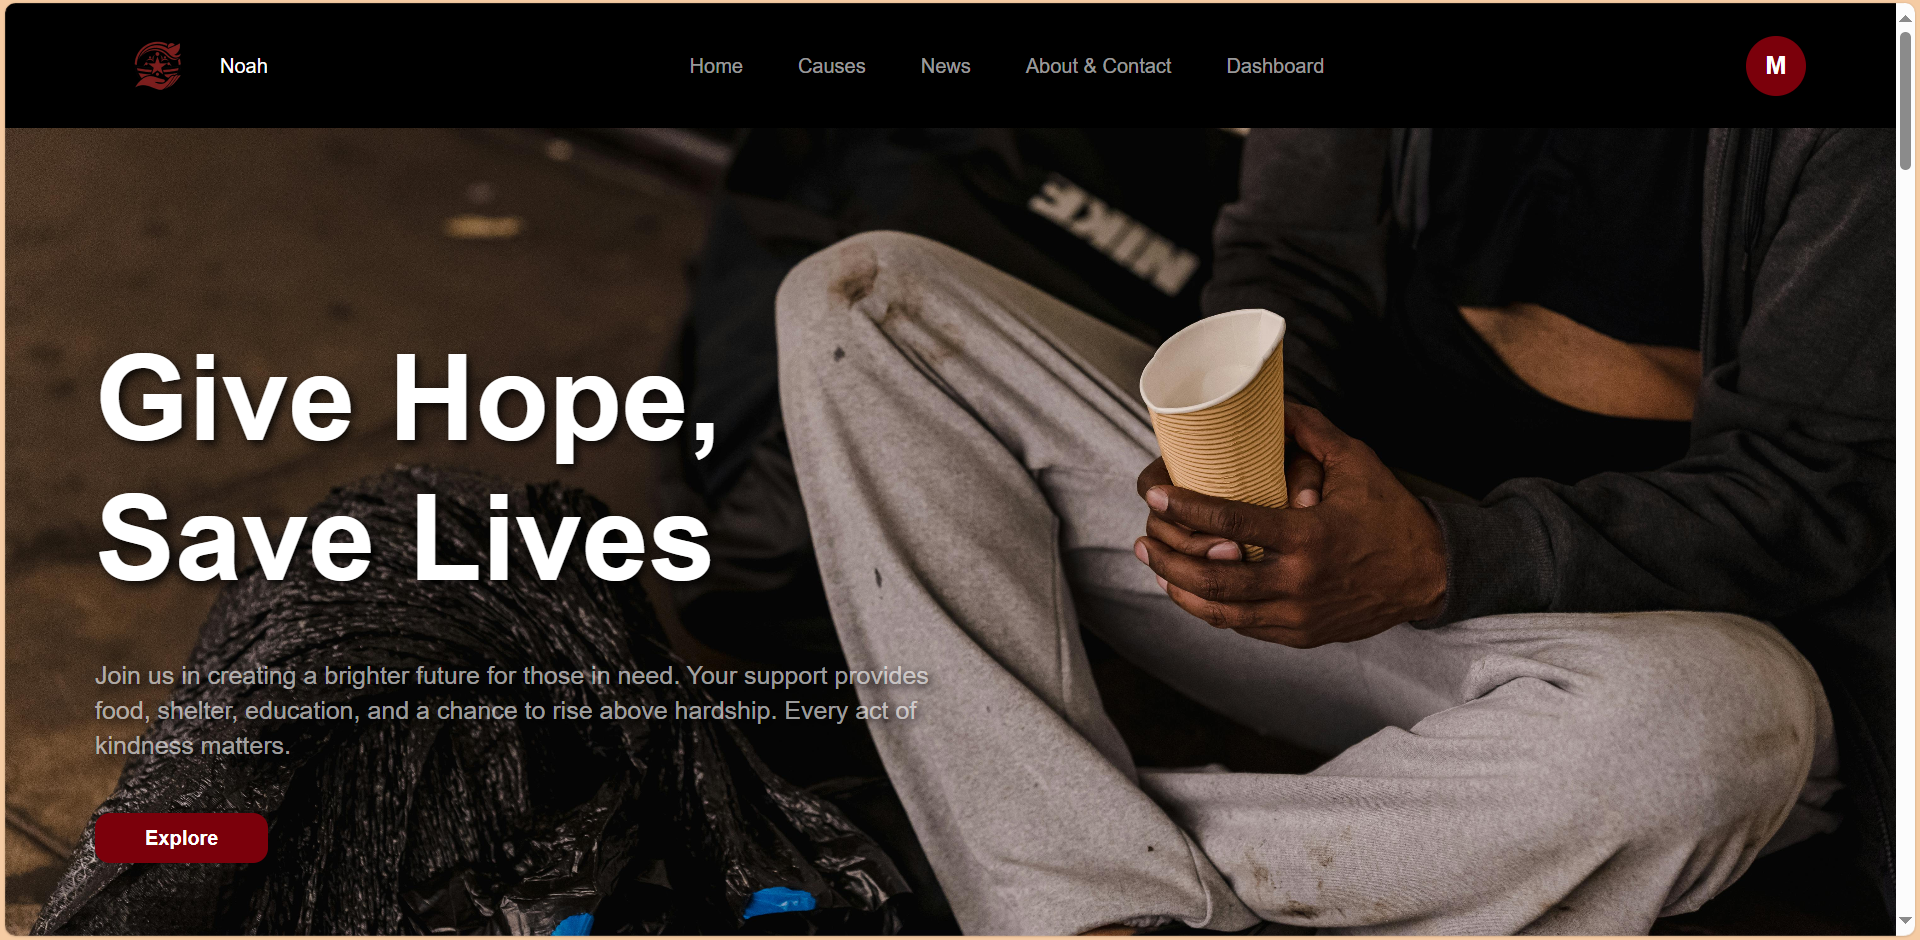 Noah
Home Causes News About & Contact Dashboard
M
NIKE
Give Hope,
Save Lives
Join us in creating a brighter future for those in need. Your support provides
food, shelter, education, and a chance to rise above hardship. Every act of
kindness matters.
Explore